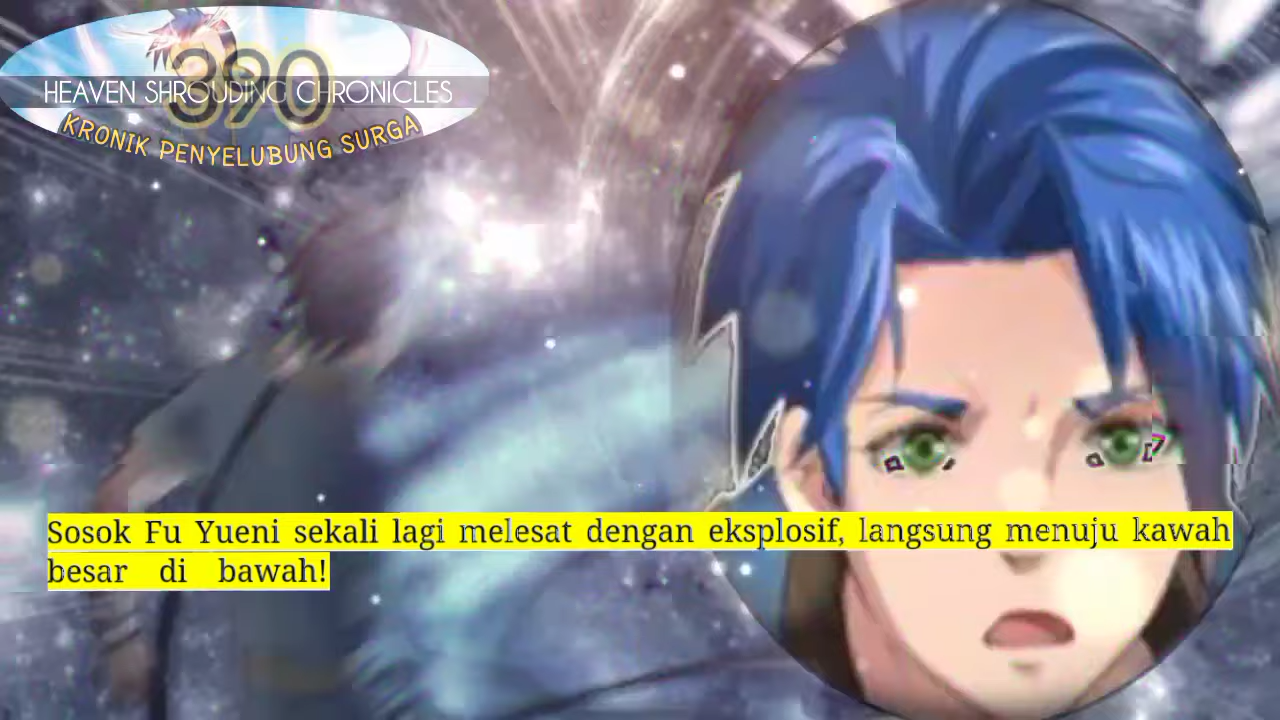 390
HEAVEN SHROUDING CHRONICLES
KRONIK PENYELUBUNG SURGA
Sosok Fu Yueni sekali lagi melesat dengan eksplosif, langsung menuju kawah
besar di bawah!